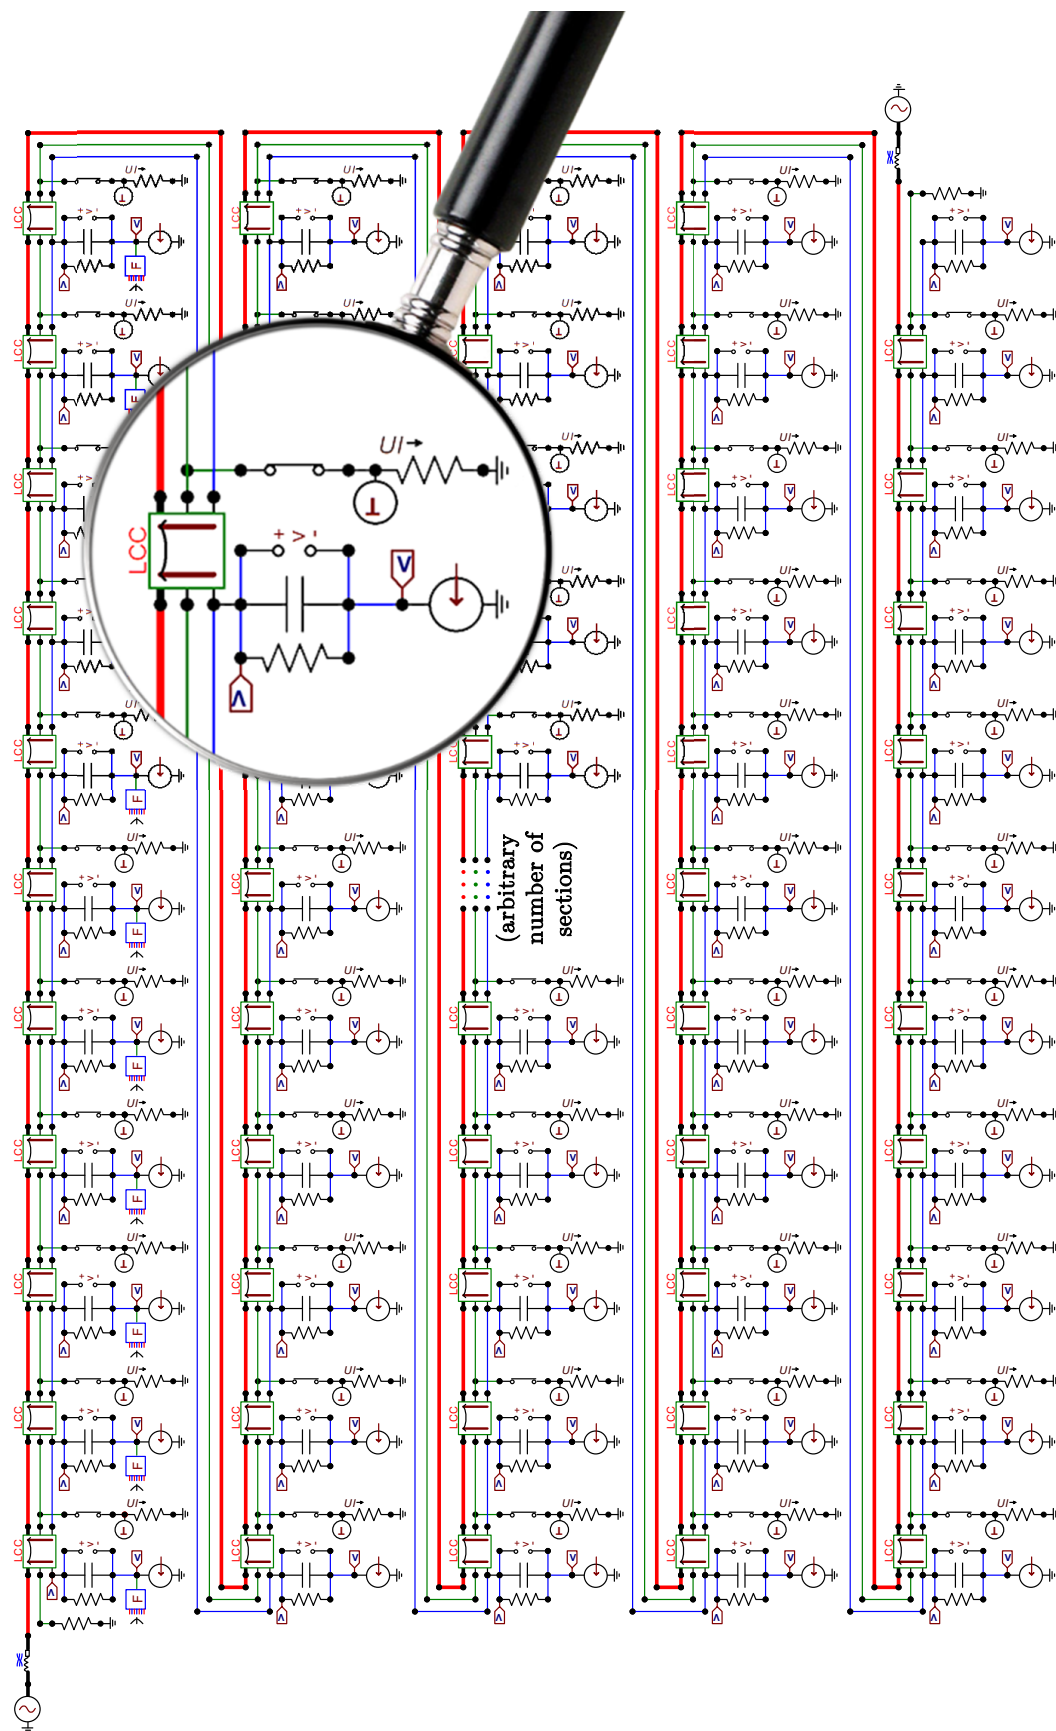 UI
LCC
+ v -
V
V
T
F
(arbitrary
number of
sections)